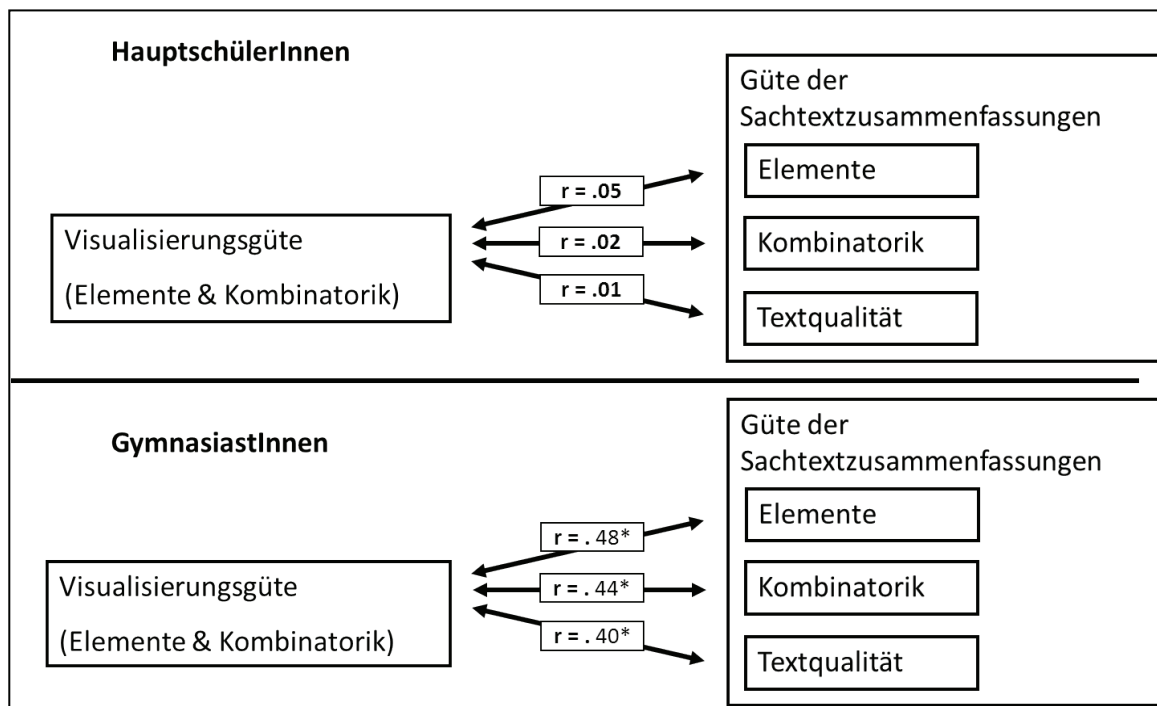 HauptschülerInnen
Güte der
Sachtextzusammenfassungen
Elemente
Kombinatorik
Textqualität
r = .05
r = .02
r = .01
Visualisierungsgüte
(Elemente & Kombinatorik)
GymnasiastInnen
Güte der
Sachtextzusammenfassungen
Elemente
Kombinatorik
Textqualität
r = . 48*
r = . 44*
r = . 40*
Visualisierungsgüte
(Elemente & Kombinatorik)